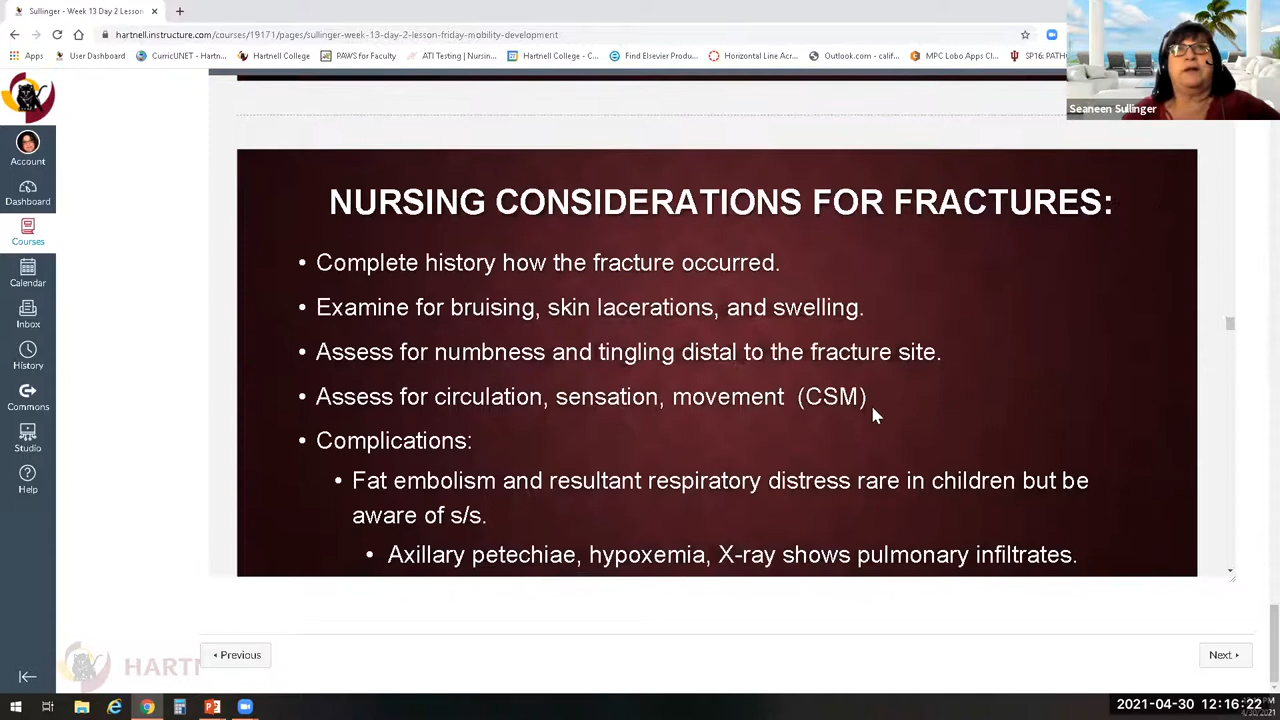 Sullinger - Week 13 Day 2 Lesson
hartnell.instructure.com/courses/19171/pages/sullinger-week-13-day-2-lesson-friday-mobility-development
Apps
User Dashboard
CurricUNET - Hartn...
Hartnell College
PAWS for Faculty
ATI Testing | Nursin...
Hartnell College - C...
Find Elsevier Produ...
Horizontal Line Acr...
Outlook.com - calif...
MPC Lobo Apps Cl...
SP16: PATH
Seaneen Sullinger
Account
Dashboard
Courses
Calendar
Inbox
History
Commons
Studio
Help
NURSING CONSIDERATIONS FOR FRACTURES:
• Complete history how the fracture occurred.
• Examine for bruising, skin lacerations, and swelling.
• Assess for numbness and tingling distal to the fracture site.
• Assess for circulation, sensation, movement (CSM)
• Complications:
• Fat embolism and resultant respiratory distress rare in children but be
aware of s/s.
• Axillary petechiae, hypoxemia, X-ray shows pulmonary infiltrates.
Previous
Next
HARTN
2021-04-30 12:16:22
4/30/2021